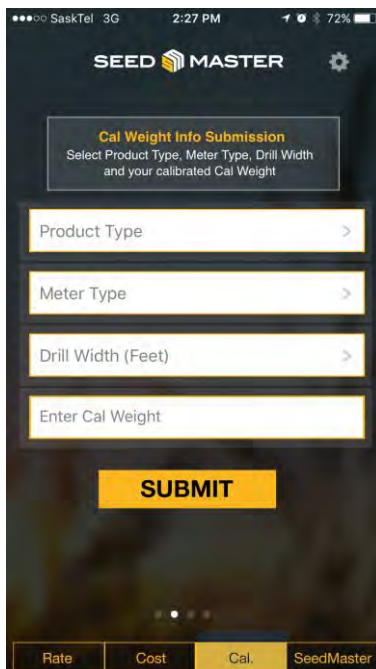 SaskTel 3G 2:27 PM 72%
SEED MASTER
Cal Weight Info Submission
Select Product Type, Meter Type, Drill Width
and your calibrated Cal Weight
Product Type
Meter Type
Drill Width (Feet)
Enter Cal Weight
SUBMIT
Rate Cost Cal. SeedMaster